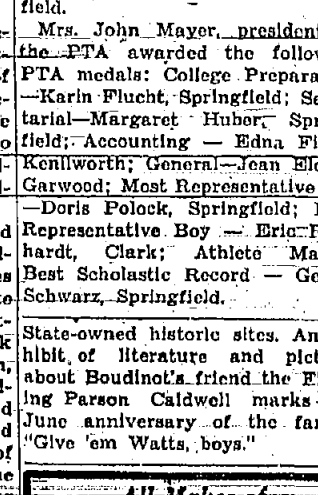 field.
Mrs. John Mayer, president
the PTA awarded the follow
PTA medals: College Prepara
—Karin Flucht, Springfield; Se
tarial—Margaret Huber, Spr
field; Accounting — Edna Fi
Kenilworth; General—Jean Elc
Garwood; Most Representative
—Doris Polock, Springfield;
Representative Boy — Eric F
hardt, Clark; Athlete Ma
Best Scholastic Record — Ge
Schwarz, Springfield.
State-owned historic sites. An
hibit of literature and pict
about Boudinot's friend the F
ing Parson Caldwell marks
June anniversary of the fa
"Give 'em Watts, boys."